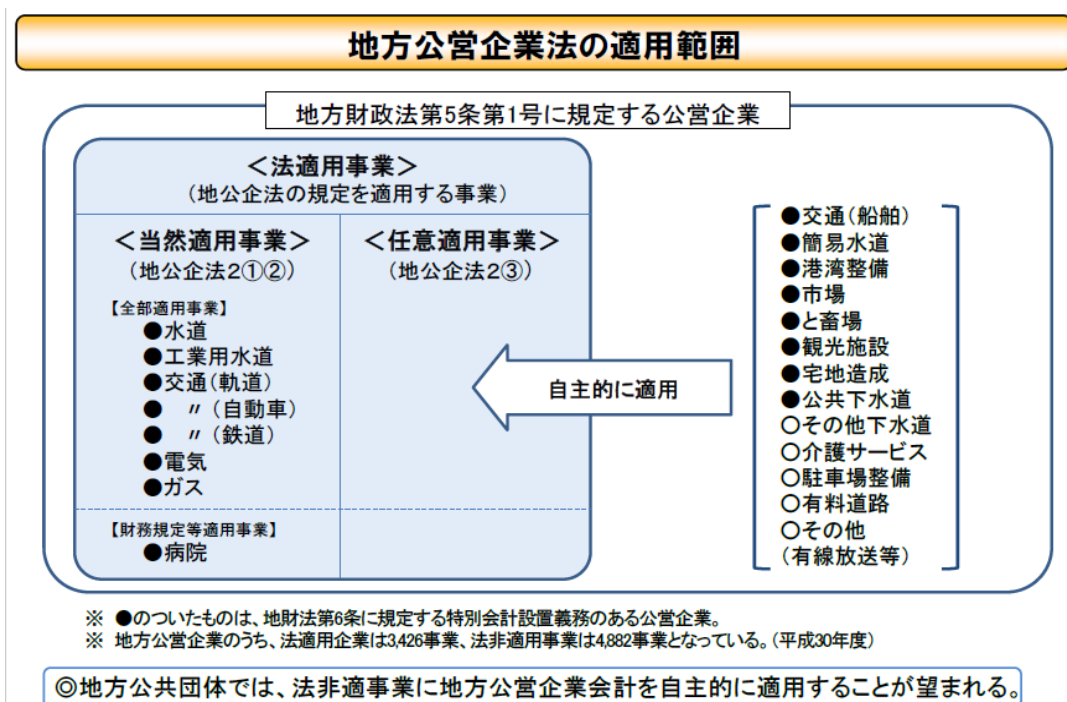 地方公営企業法の適用範囲
地方財政法第5条第1号に規定する公営企業
＜法適用事業＞
（地公企法の規定を適用する事業）
＜当然適用事業＞
（地公企法2①②）
【全部適用事業】
●水道
●工業用水道
●交通（軌道）
●　〃（自動車）
●　〃（鉄道）
●電気
●ガス
【財務規定等適用事業】
●病院
＜任意適用事業＞
（地公企法2③）
自主的に適用
●交通（船舶）
●簡易水道
●港湾整備
●市場
●と畜場
●観光施設
●宅地造成
●公共下水道
○その他下水道
○介護サービス
○駐車場整備
○有料道路
○その他
（有線放送等）
※ ●のついたものは、地財法第6条に規定する特別会計設置義務のある公営企業。
※ 地方公営企業のうち、法適用企業は3,426事業、法非適用事業は4,882事業となっている。（平成30年度）
◎地方公共団体では、法非適事業に地方公営企業会計を自主的に適用することが望まれる。